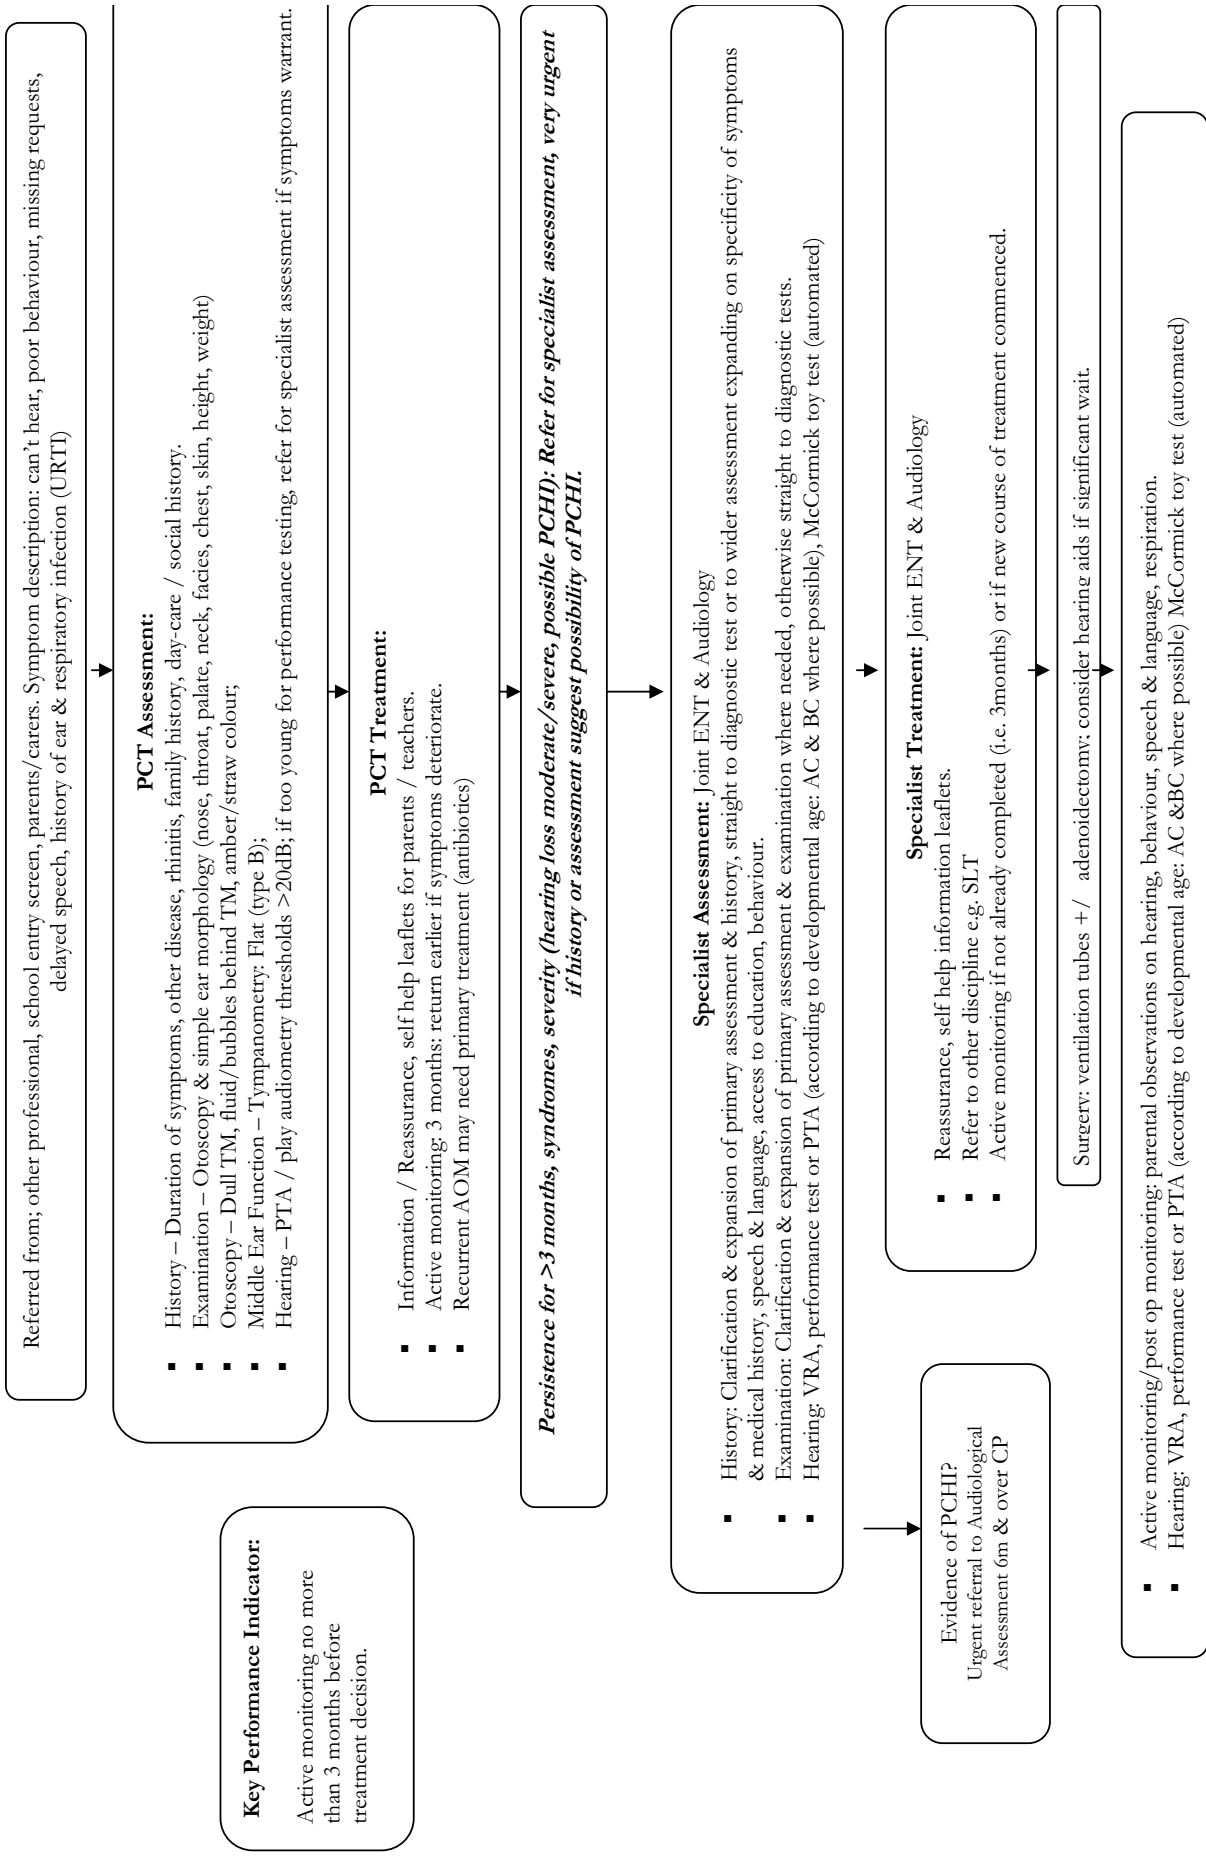 Referred from; other professional, school entry screen, parents/carers. Symptom description: can’t hear, poor behaviour, missing requests,
delayed speech, history of ear & respiratory infection (URTI)
PCT Assessment:
▪ History – Duration of symptoms, other disease, rhinitis, family history, day-care / social history.
▪ Examination – Otoscopy & simple ear morphology (nose, throat, palate, neck, facies, chest, skin, height, weight)
▪ Otoscopy – Dull TM, fluid/bubbles behind TM, amber/straw colour;
▪ Middle Ear Function – Tympanometry: Flat (type B);
▪ Hearing – PTA / play audiometry thresholds >20dB; if too young for performance testing, refer for specialist assessment if symptoms warrant.
Key Performance Indicator:
Active monitoring no more
than 3 months before
treatment decision.
PCT Treatment:
▪ Information / Reassurance, self help leaflets for parents / teachers.
▪ Active monitoring: 3 months: return earlier if symptoms deteriorate.
▪ Recurrent AOM may need primary treatment (antibiotics)
Persistence for >3 months, syndromes, severity (hearing loss moderate/severe, possible PCHI): Refer for specialist assessment, very urgent
if history or assessment suggest possibility of PCHI.
Specialist Assessment: Joint ENT & Audiology
▪ History: Clarification & expansion of primary assessment & history, straight to diagnostic test or to wider assessment expanding on specificity of symptoms
& medical history, speech & language, access to education, behaviour.
▪ Examination: Clarification & expansion of primary assessment & examination where needed, otherwise straight to diagnostic tests.
▪ Hearing: VRA, performance test or PTA (according to developmental age: AC & BC where possible), McCormick toy test (automated)
Evidence of PCHI?
Urgent referral to Audiological
Assessment 6m & over CP
Specialist Treatment: Joint ENT & Audiology
▪ Reassurance, self help information leaflets.
▪ Refer to other discipline e.g. SLT
▪ Active monitoring if not already completed (i.e. 3months) or if new course of treatment commenced.
Surgery: ventilation tubes +/ adenoidectomy; consider hearing aids if significant wait.
▪ Active monitoring/post op monitoring: parental observations on hearing, behaviour, speech & language, respiration.
▪ Hearing: VRA, performance test or PTA (according to developmental age: AC &BC where possible) McCormick toy test (automated)